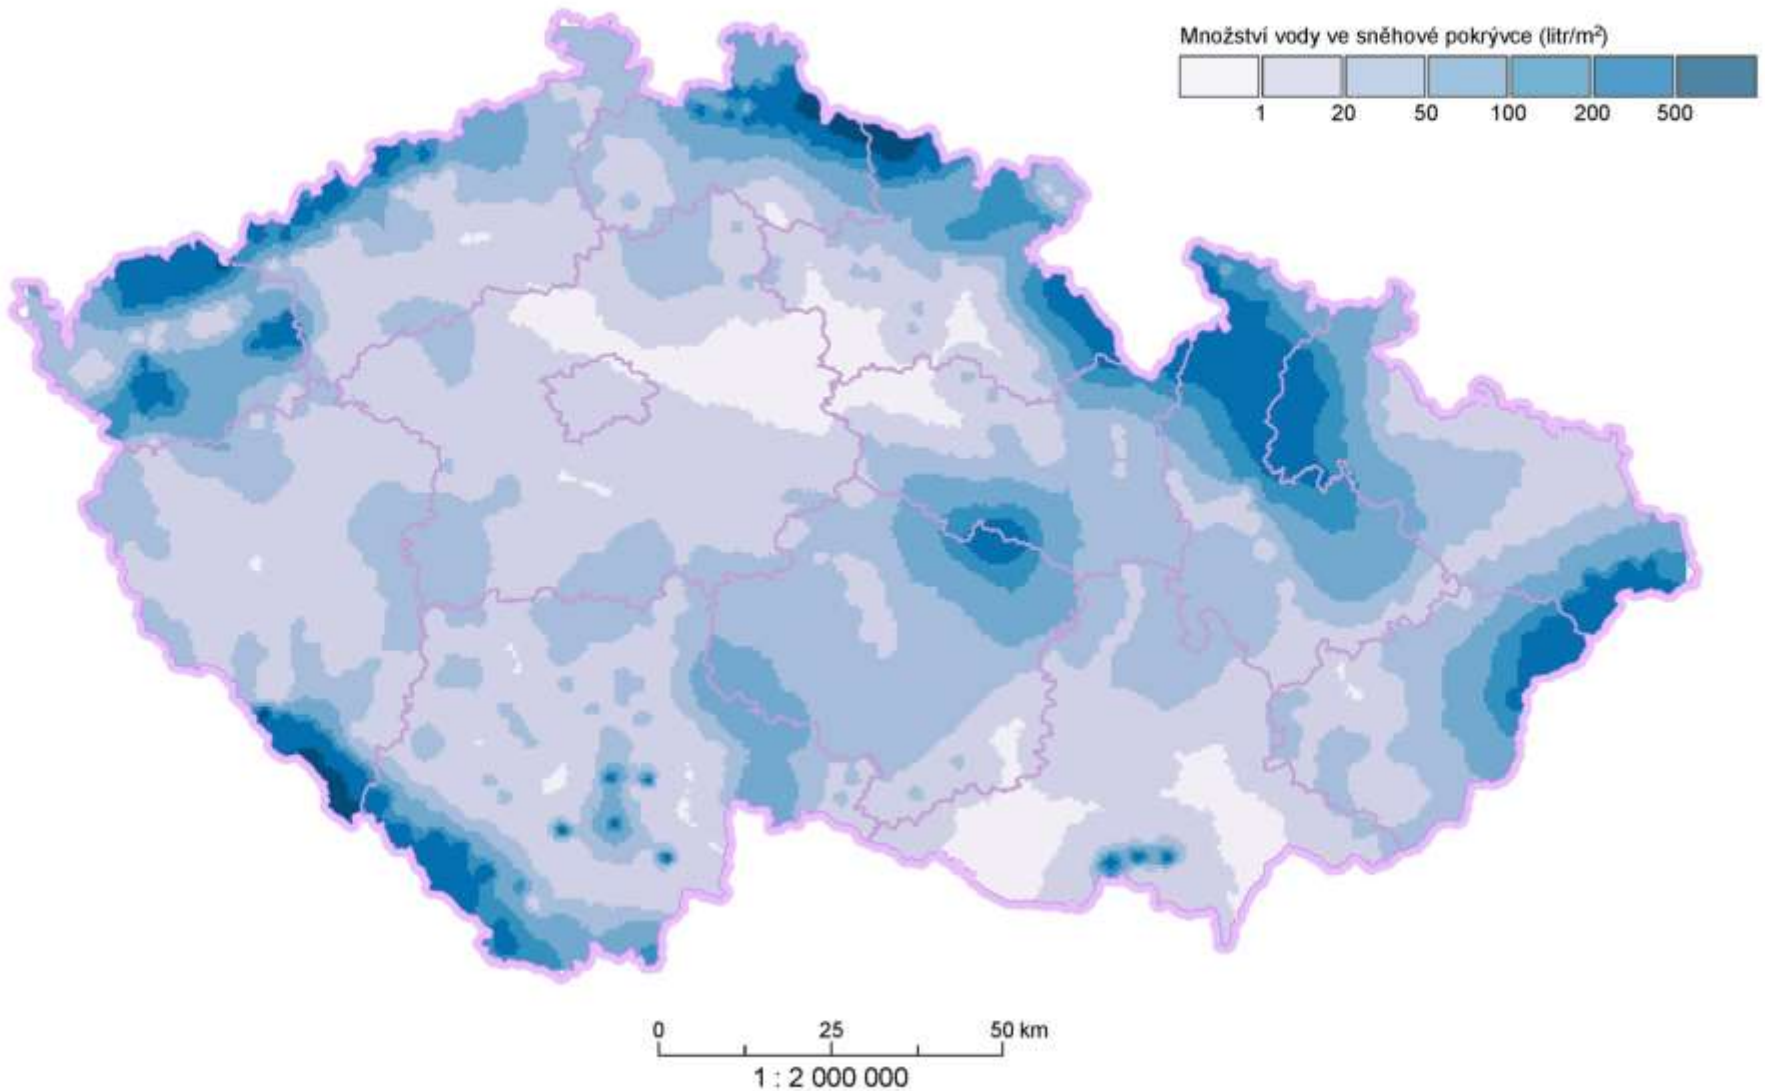 Množství vody ve sněhové pokrývce (litr/m²)
1 20 50 100 200 500
0 25 50 km
1 : 2 000 000